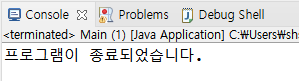 Console Problems Debug Shell
<terminated> Main (1) [Java Application] C:₩Users₩sh
프로그램이 종료되었습니다.